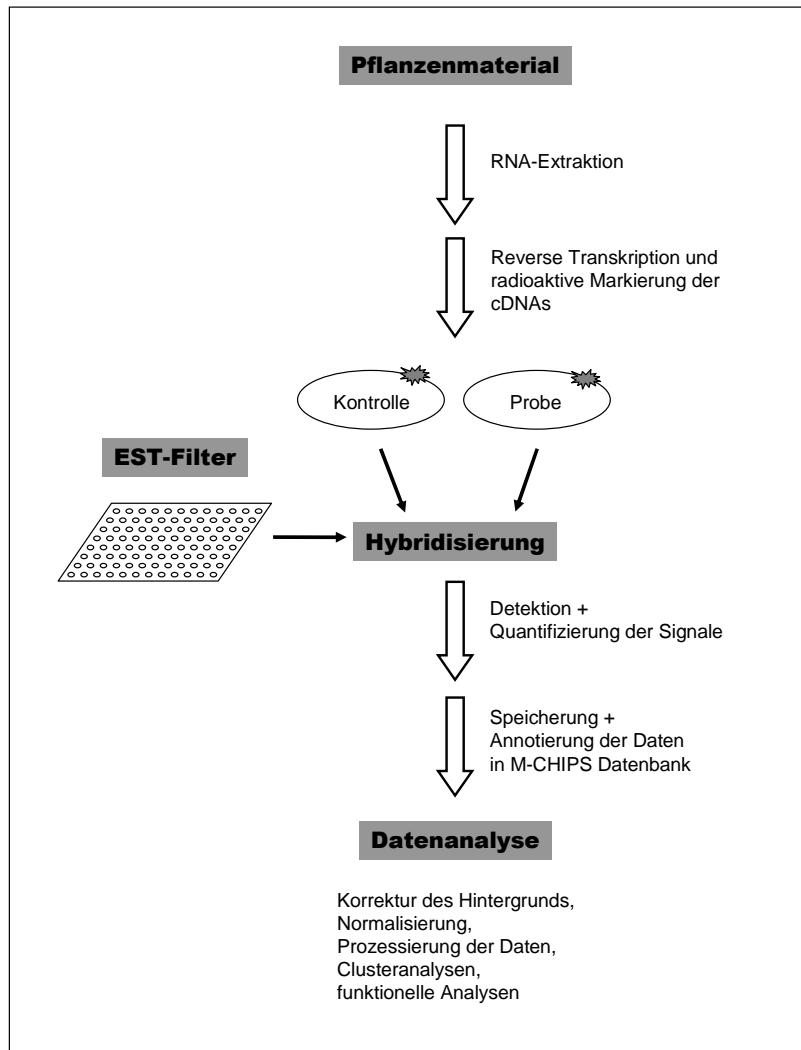 Pflanzenmaterial
RNA-Extraktion
Reverse Transkription und
radioaktive Markierung der
cDNAs
Kontrolle
Probe
EST-Filter
Hybridisierung
Detektion +
Quantifizierung der Signale
Speicherung +
Annotierung der Daten
in M-CHIPS Datenbank
Datenanalyse
Korrektur des Hintergrunds,
Normalisierung,
Prozessierung der Daten,
Clusteranalysen,
funktionelle Analysen